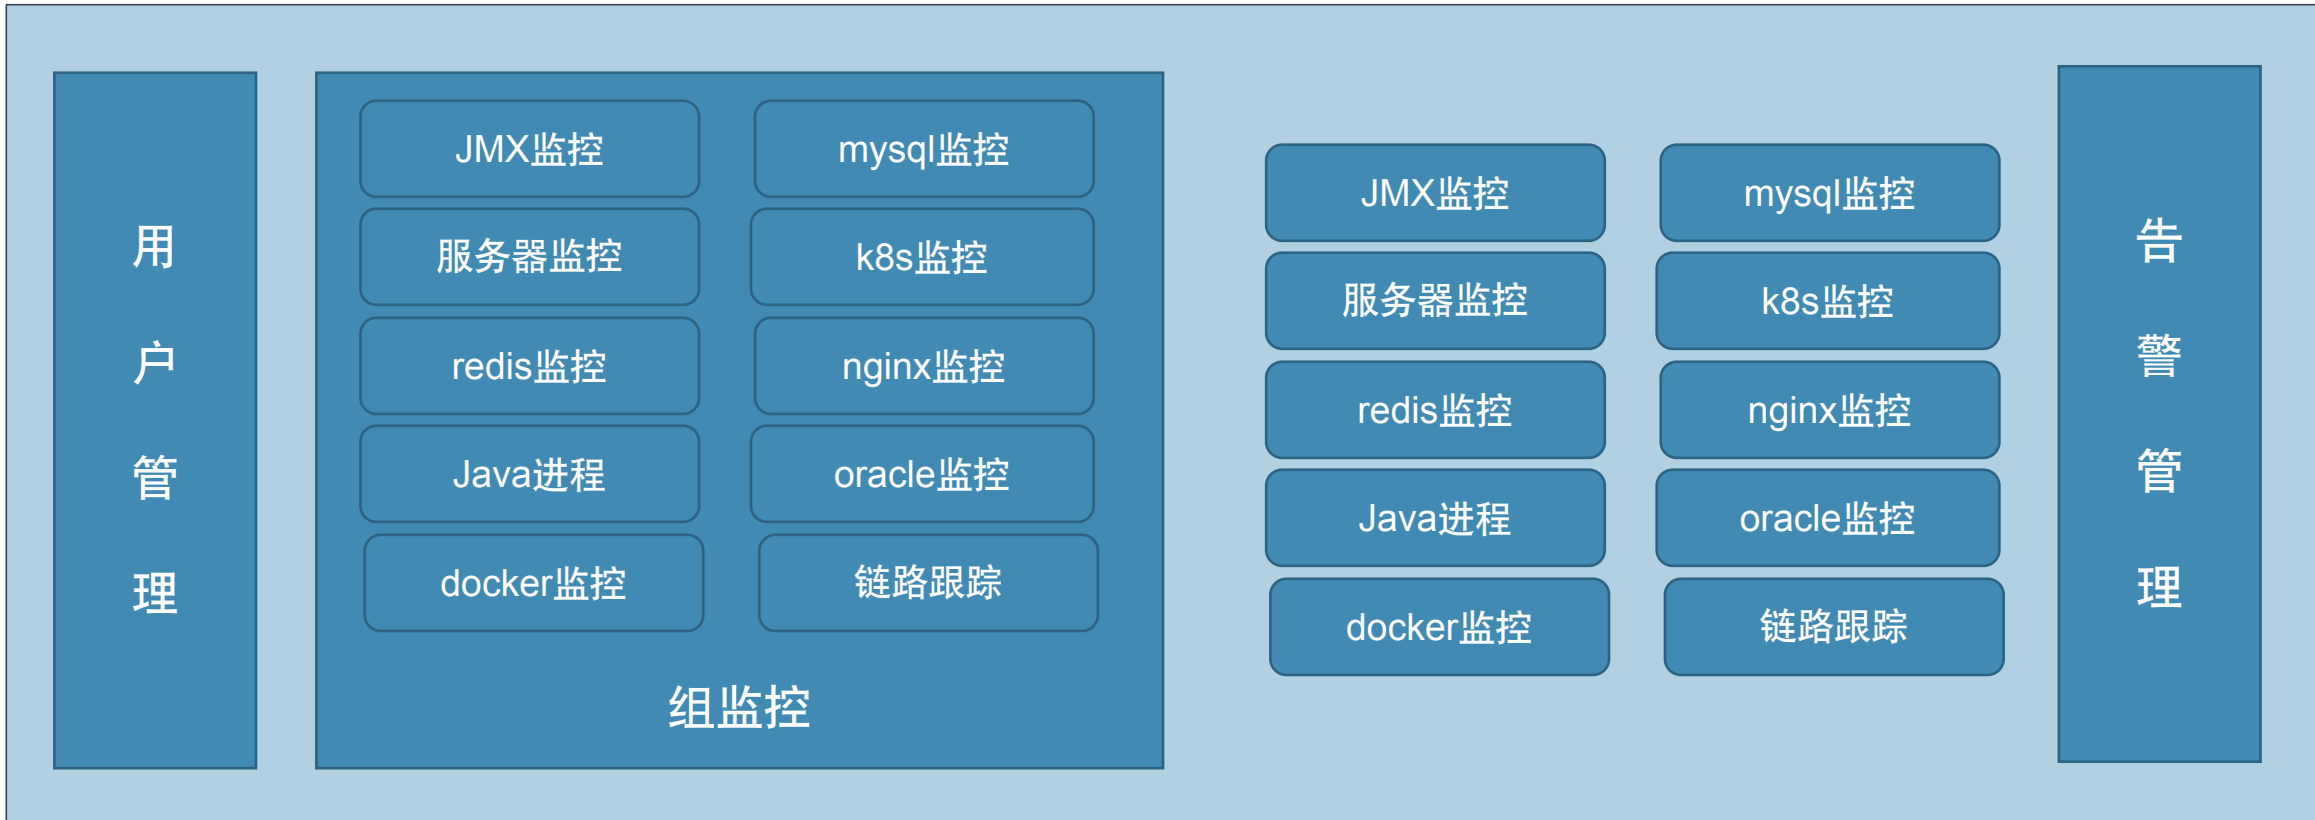 用户管理
JMX监控
mysql监控
服务器监控
k8s监控
redis监控
nginx监控
Java进程
oracle监控
docker监控
链路跟踪
组监控
JMX监控
mysql监控
服务器监控
k8s监控
redis监控
nginx监控
Java进程
oracle监控
docker监控
链路跟踪
告警管理